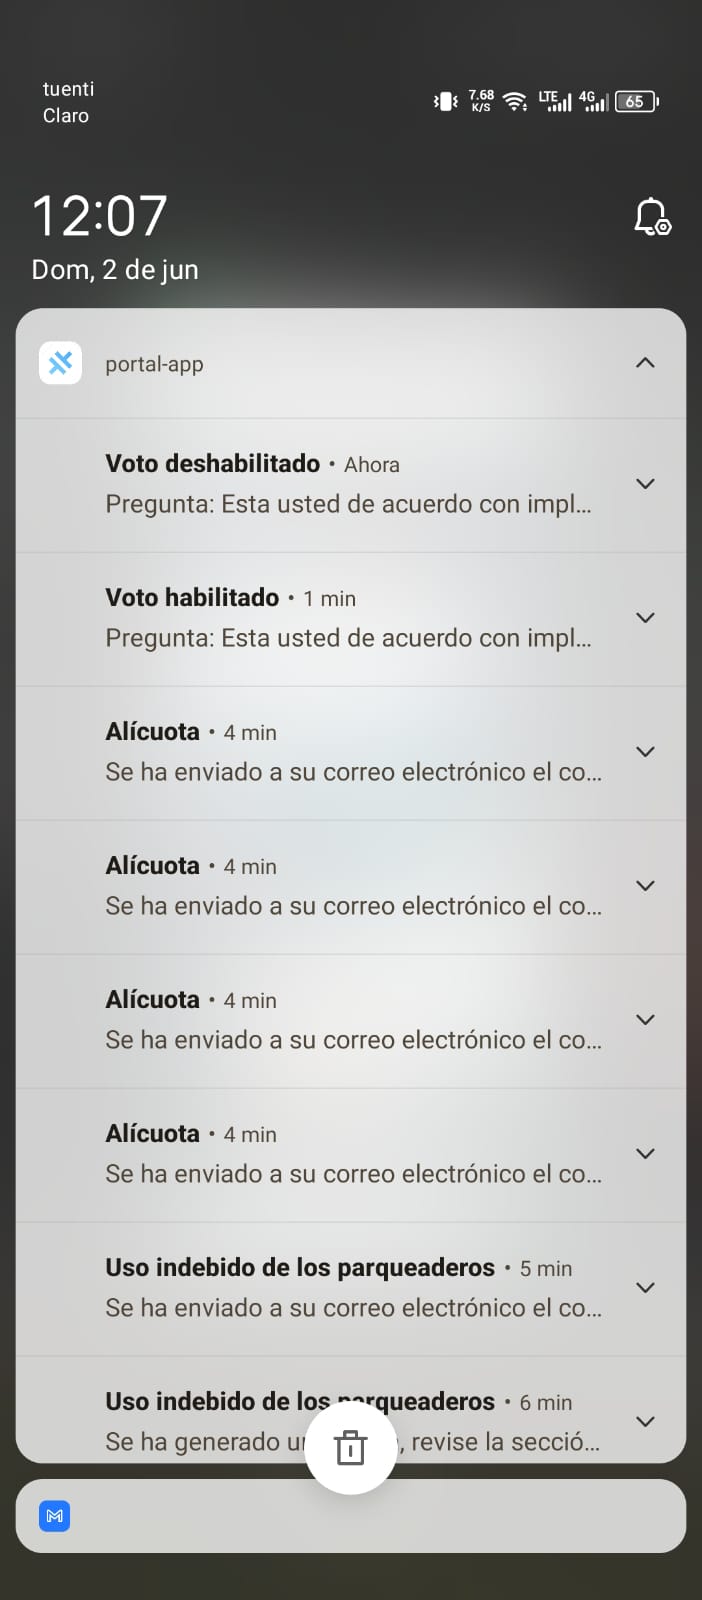 tuenti
Claro
7.68
K/S
LTE
4G
65
12:07
Dom, 2 de jun
portal-app
Voto deshabilitado • Ahora
Pregunta: Esta usted de acuerdo con impl...
Voto habilitado • 1 min
Pregunta: Esta usted de acuerdo con impl...
Alícuota • 4 min
Se ha enviado a su correo electrónico el co...
Alícuota • 4 min
Se ha enviado a su correo electrónico el co...
Alícuota • 4 min
Se ha enviado a su correo electrónico el co...
Alícuota • 4 min
Se ha enviado a su correo electrónico el co...
Uso indebido de los parqueaderos • 5 min
Se ha enviado a su correo electrónico el co...
Uso indebido de los parqueaderos • 6 min
Se ha generado , revise la secció...